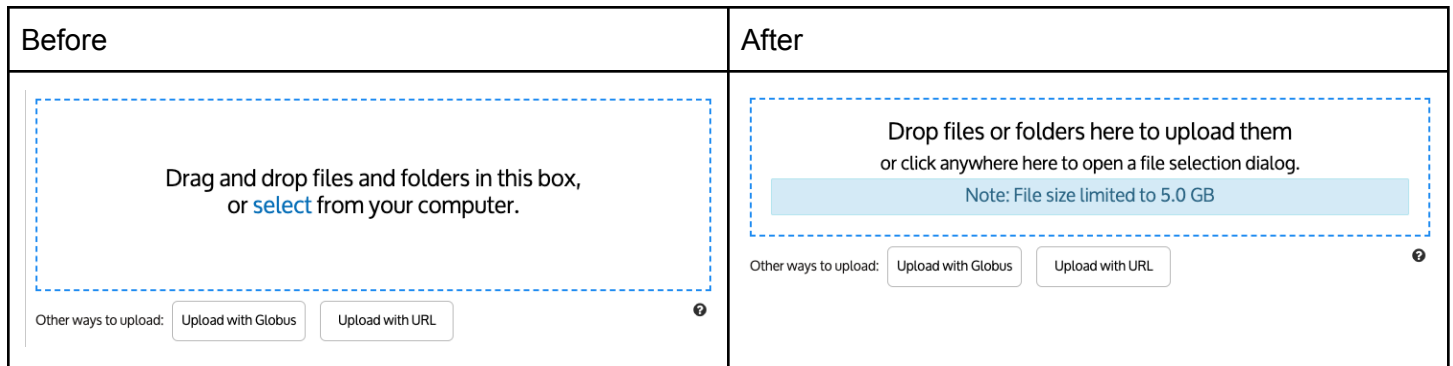 Before
Drag and drop files and folders in this box,
or select from your computer.
Other ways to upload: Upload with Globus Upload with URL ?
After
Drop files or folders here to upload them
or click anywhere here to open a file selection dialog.
Note: File size limited to 5.0 GB
Other ways to upload: Upload with Globus Upload with URL ?